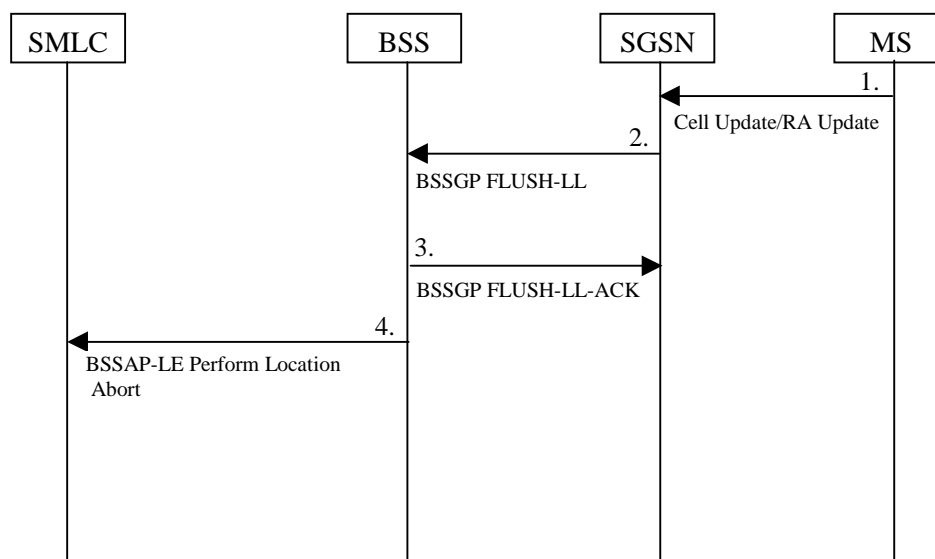 SMLC
BSS
SGSN
MS
1.
Cell Update/RA Update
2.
BSSGP FLUSH-LL
3.
BSSGP FLUSH-LL-ACK
4.
BSSAP-LE Perform Location
Abort